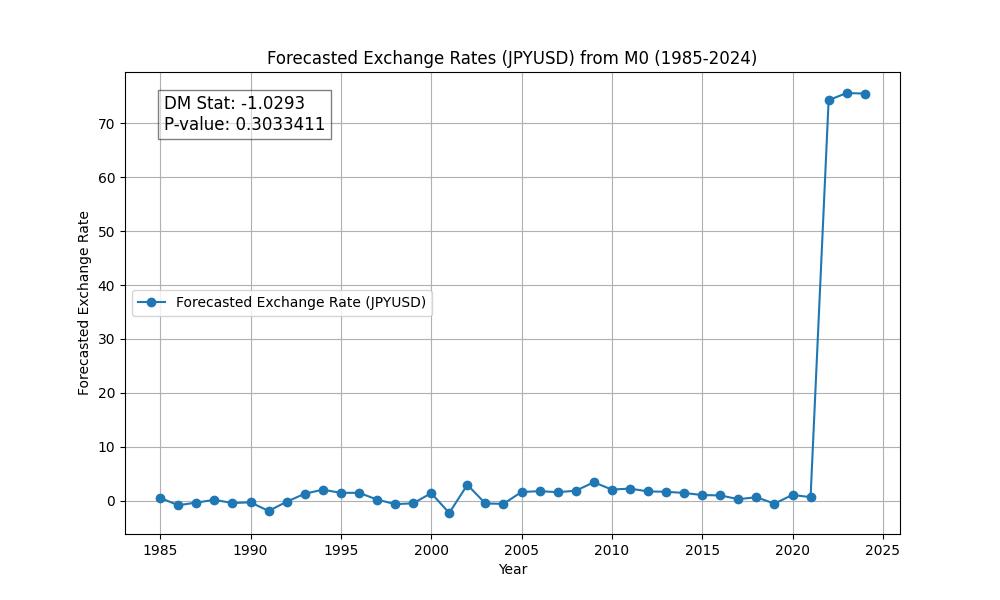 Forecasted Exchange Rates (JPYUSD) from M0 (1985-2024)
DM Stat: -1.0293
P-value: 0.3033411
70
60
50
40
30
20
10
0
Forecasted Exchange Rate
Forecasted Exchange Rate (JPYUSD)
1985 1990 1995 2000 2005 2010 2015 2020 2025
Year